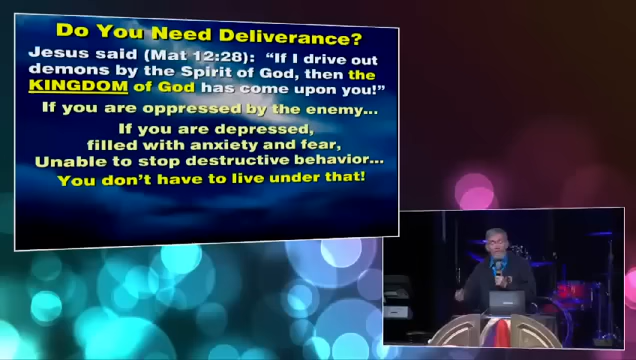 Do You Need Deliverance?
Jesus said (Mat 12:28): “If I drive out
demons by the Spirit of God, then the
KINGDOM of God has come upon you!”
If you are oppressed by the enemy...
If you are depressed,
filled with anxiety and fear,
Unable to stop destructive behavior...
You don’t have to live under that!